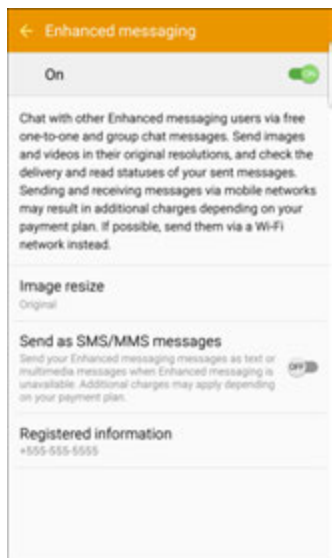 Enhanced messaging
On
ON
Chat with other Enhanced messaging users via free
one-to-one and group chat messages. Send images
and videos in their original resolutions, and check the
delivery and read statuses of your sent messages.
Sending and receiving messages via mobile networks
may result in additional charges depending on your
payment plan. If possible, send them via a Wi-Fi
network instead.
Image resize
Original
Send as SMS/MMS messages
Send your Enhanced messaging messages as text or
multimedia messages when Enhanced messaging is
unavailable. Additional charges may apply depending
on your payment plan.
OFF
Registered information
+555-555-5555